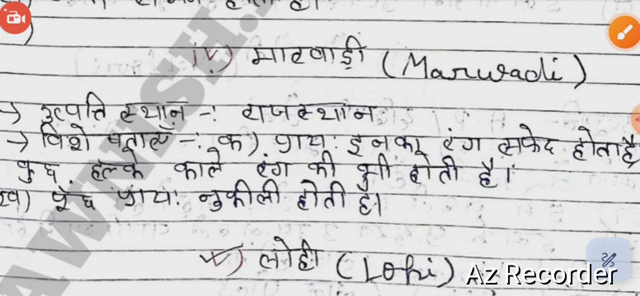 iv) मारवाड़ी (Marwadi)
→ उत्पति स्थान -: राजस्थान
→ विशेषताएँ -: क) प्रायः इनका रंग सफेद होता है,
कुछ हल्के काले रंग की भी होती है।
ख) पूँछ प्रायः नुकीली होती है।
v) लोही (Lohi)
Az Recorder